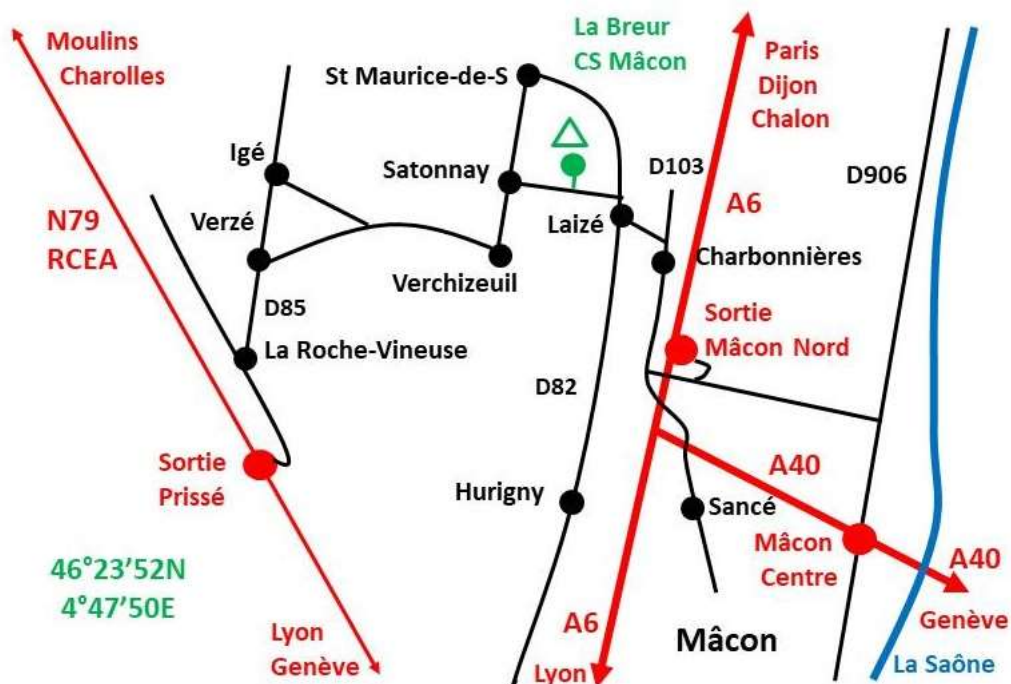 Moulins
Charolles
La Breur
CS Mâcon
Paris
Dijon
Chalon
St Maurice-de-S
Igé
Satonnay
D103
D906
N79
RCEA
Verzé
Laizé
A6
Verchizeuil
Charbonnières
D85
Sortie
Mâcon Nord
La Roche-Vineuse
D82
Sortie
Prissé
A40
Hurigny
Sancé
Mâcon
Centre
A40
46°23’52N
4°47’50E
Lyon
Genève
A6
Lyon
Mâcon
Genève
La Saône